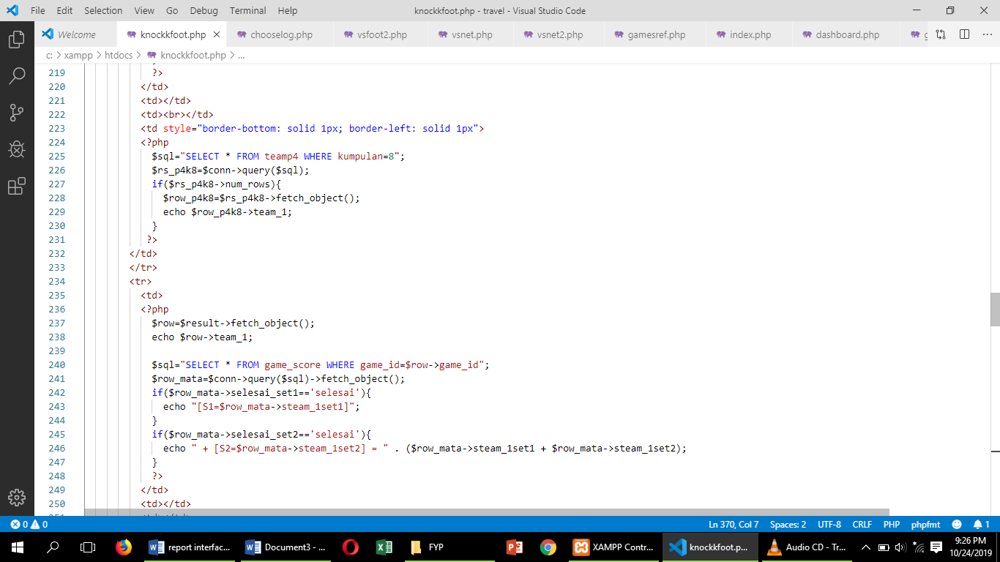 File Edit Selection View Go Debug Terminal Help knockkfoot.php - travel - Visual Studio Code
Welcome knockkfoot.php chooselog.php vsfoot2.php vsnet.php vsnet2.php gamesref.php index.php dashboard.php
c: > xampp > htdocs > knockkfoot.php > ...
219 ?>
220 </td>
221 <td></td>
222 <td><br></td>
223 <td style="border-bottom: solid 1px; border-left: solid 1px">
224 <?php
225 $sql="SELECT * FROM teamp4 WHERE kumpulan=8";
226 $rs_p4k8=$conn->query($sql);
227 if($rs_p4k8->num_rows){
228 $row_p4k8=$rs_p4k8->fetch_object();
229 echo $row_p4k8->team_1;
230 }
231 ?>
232 </td>
233 </tr>
234 <tr>
235 <td>
236 <?php
237 $row=$result->fetch_object();
238 echo $row->team_1;
239
240 $sql="SELECT * FROM game_score WHERE game_id=$row->game_id";
241 $row_mata=$conn->query($sql)->fetch_object();
242 if($row_mata->selesai_set1=='selesai'){
243 echo "[S1=$row_mata->steam_1set1]";
244 }
245 if($row_mata->selesai_set2=='selesai'){
246 echo " + [S2=$row_mata->steam_1set2] = " . ($row_mata->steam_1set1 + $row_mata->steam_1set2);
247 }
248 ?>
249 </td>
250 <td></td>
0 0 Ln 370, Col 7 Spaces: 2 UTF-8 CRLF PHP phpfmt 1
report interfac... Document3 - ... FYP XAMPP Contr... knockkfoot.p... Audio CD - Tr... 9:26 PM
10/24/2019